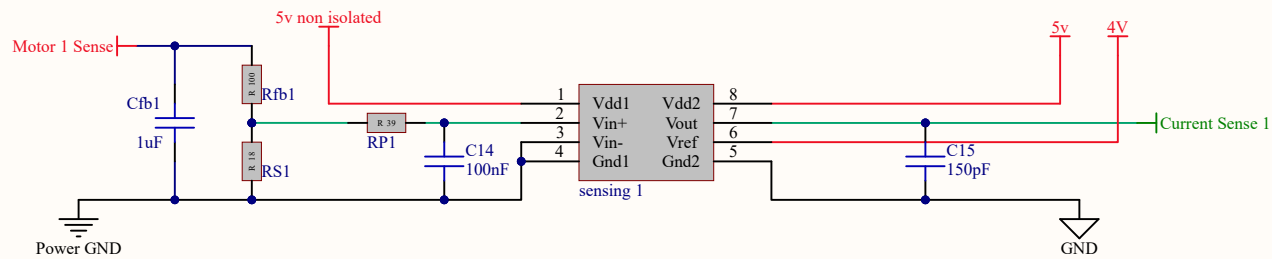 5v non isolated
Motor 1 Sense
5v
4V
R 100
Rfb1
Cfb1
1uF
1
Vdd1
Vdd2
8
2
Vin+
Vout
7
Current Sense 1
R 39
RP1
3
Vin-
Vref
6
R 18
RS1
C14
100nF
4
Gnd1
Gnd2
5
C15
150pF
sensing 1
Power GND
GND